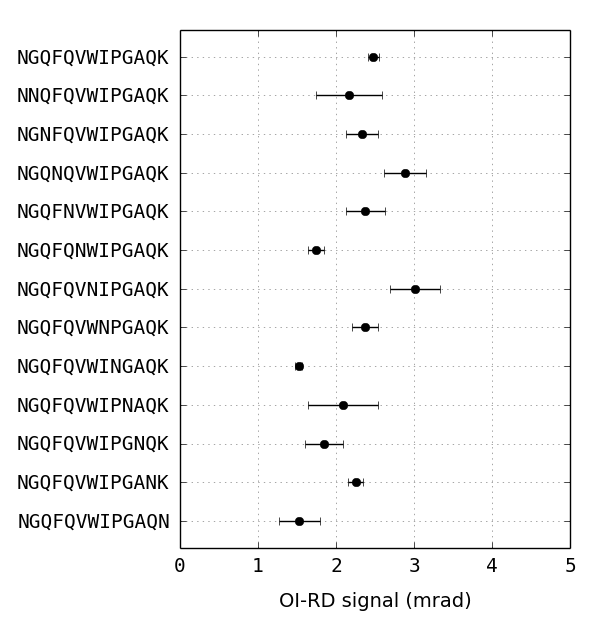 NGQFQVWIPGAQK
NNQFQVWIPGAQK
NGNFQVWIPGAQK
NGQNQVWIPGAQK
NGQFNVWIPGAQK
NGQFQNWIPGAQK
NGQFQVNIPGAQK
NGQFQVWNPGAQK
NGQFQVWINGAQK
NGQFQVWIPNAQK
NGQFQVWIPGNQK
NGQFQVWIPGANK
NGQFQVWIPGAQN
0 1 2 3 4 5
OI-RD signal (mrad)